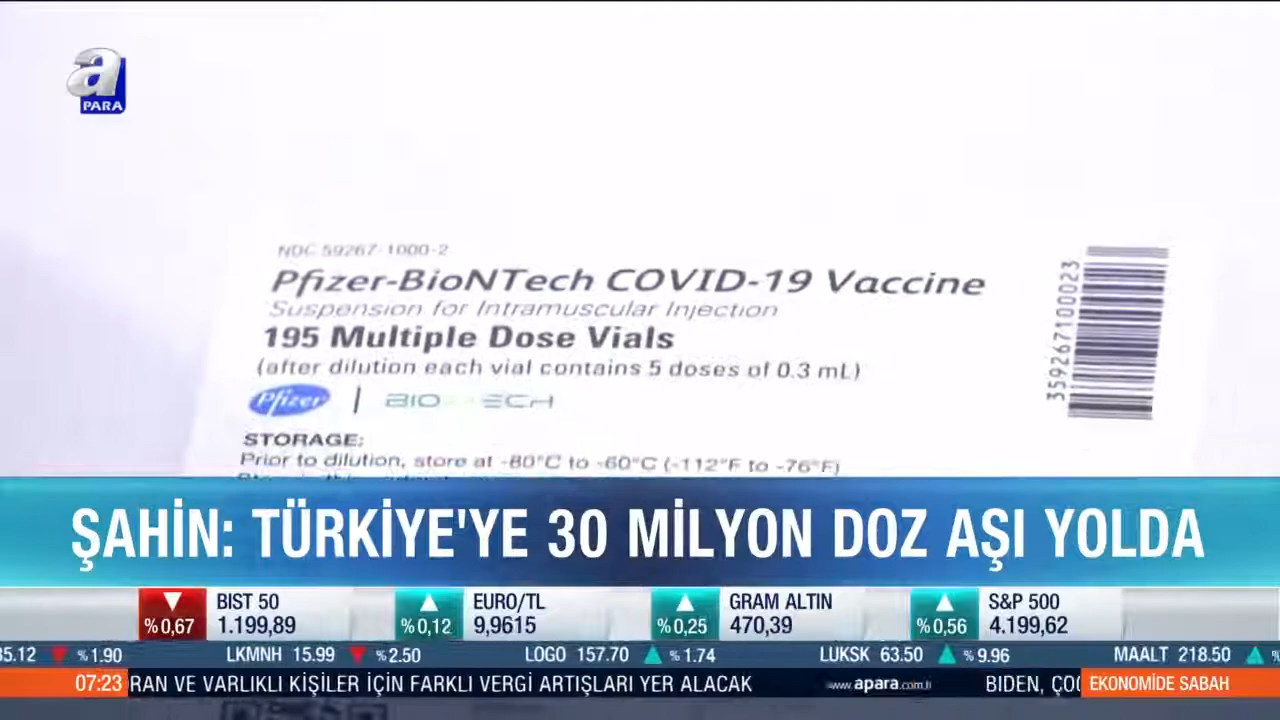 a
PARA
NDC 59267-1000-2
Pfizer-BioNTech COVID-19 Vaccine
Suspension for Intramuscular Injection
195 Multiple Dose Vials
(after dilution each vial contains 5 doses of 0.3 mL)
Pfizer | BIONTECH
359267100023
STORAGE:
Prior to dilution, store at -80°C to -60°C (-112°F to -76°F)
ŞAHİN: TÜRKİYE'YE 30 MİLYON DOZ AŞI YOLDA
%0,67 BIST 50 1.199,89
%0,12 EURO/TL 9,9615
%0,25 GRAM ALTIN 470,39
%0,56 S&P 500 4.199,62
35.12 %1.90 LKMNH 15.99 %2.50 LOGO 157.70 %1.74 LUKSK 63.50 %9.96 MAALT 218.50 %
07:23 RAN VE VARLIKLI KİŞİLER İÇİN FARKLI VERGİ ARTIŞLARI YER ALACAK www.apara.com.tr BIDEN, ÇO EKONOMİDE SABAH